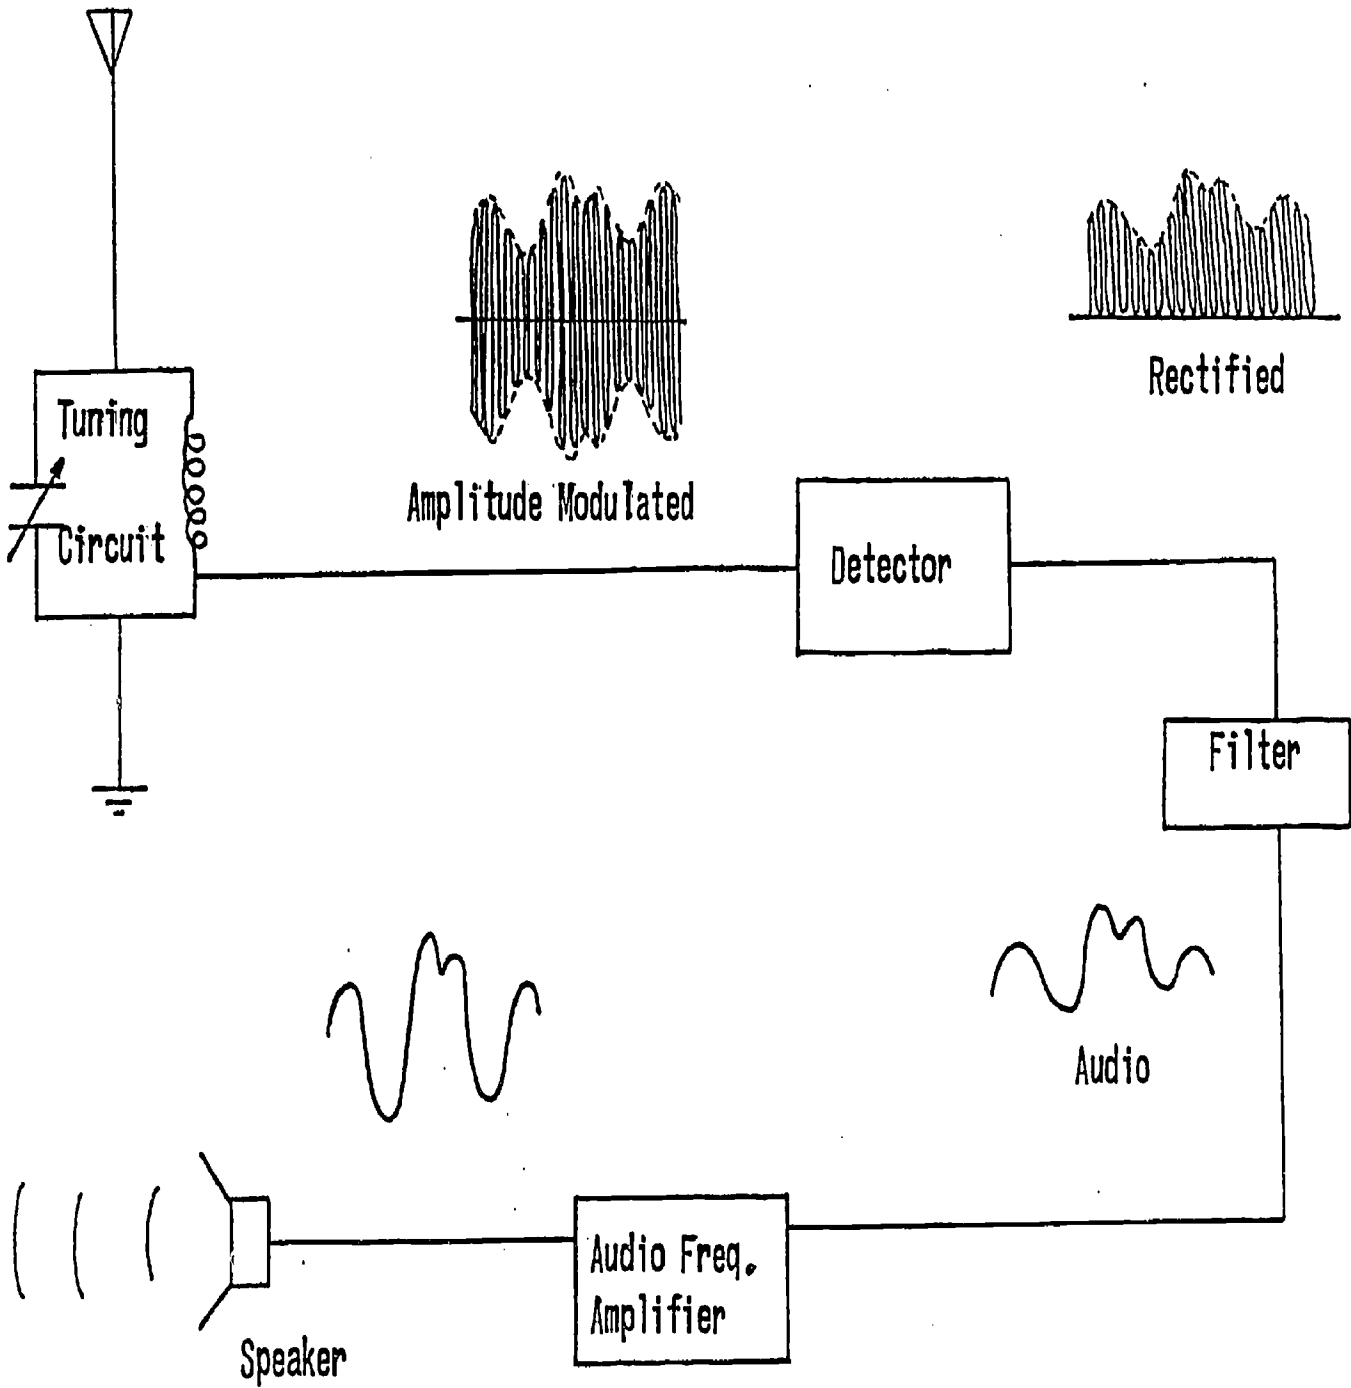 Tuning
Circuit
Amplitude Modulated
Rectified
Detector
Filter
Audio
Audio Freq.
Amplifier
Speaker